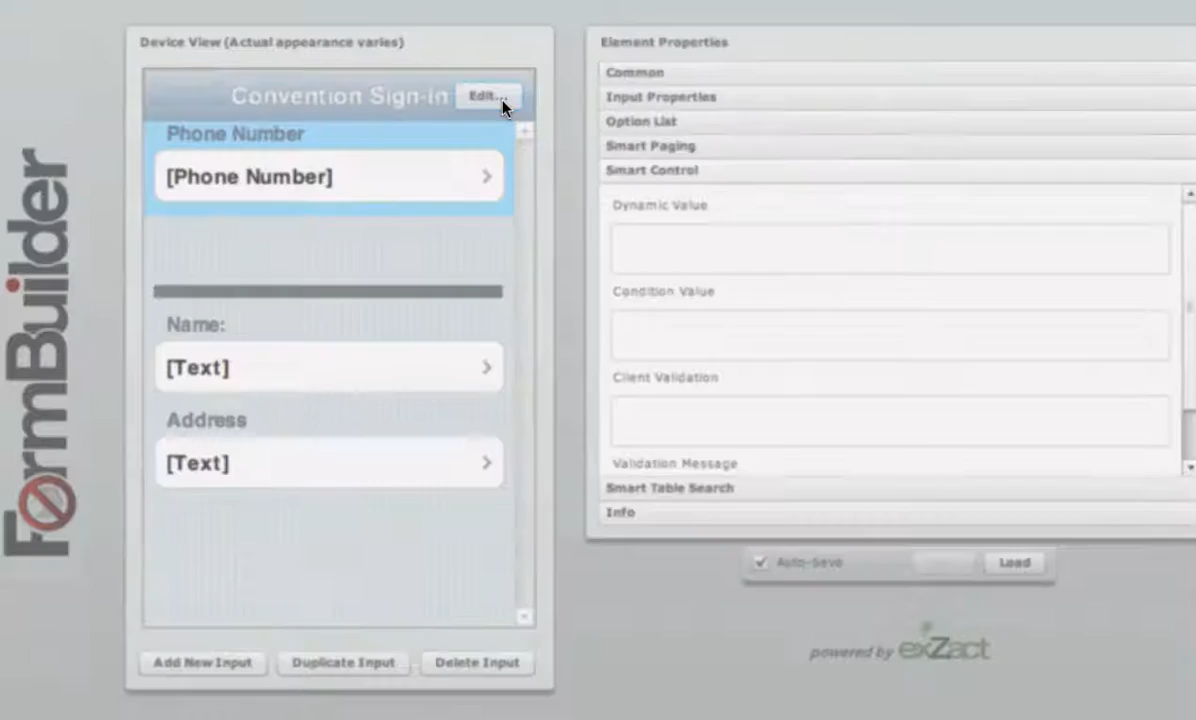 FormBuilder
Device View (Actual appearance varies)
Convention Sign-In
Edit...
Phone Number
[Phone Number]
Name:
[Text]
Address
[Text]
Add New Input
Duplicate Input
Delete Input
Element Properties
Common
Input Properties
Option List
Smart Paging
Smart Control
Dynamic Value
Condition Value
Client Validation
Validation Message
Smart Table Search
Info
Auto-Save
Load
powered by exZact